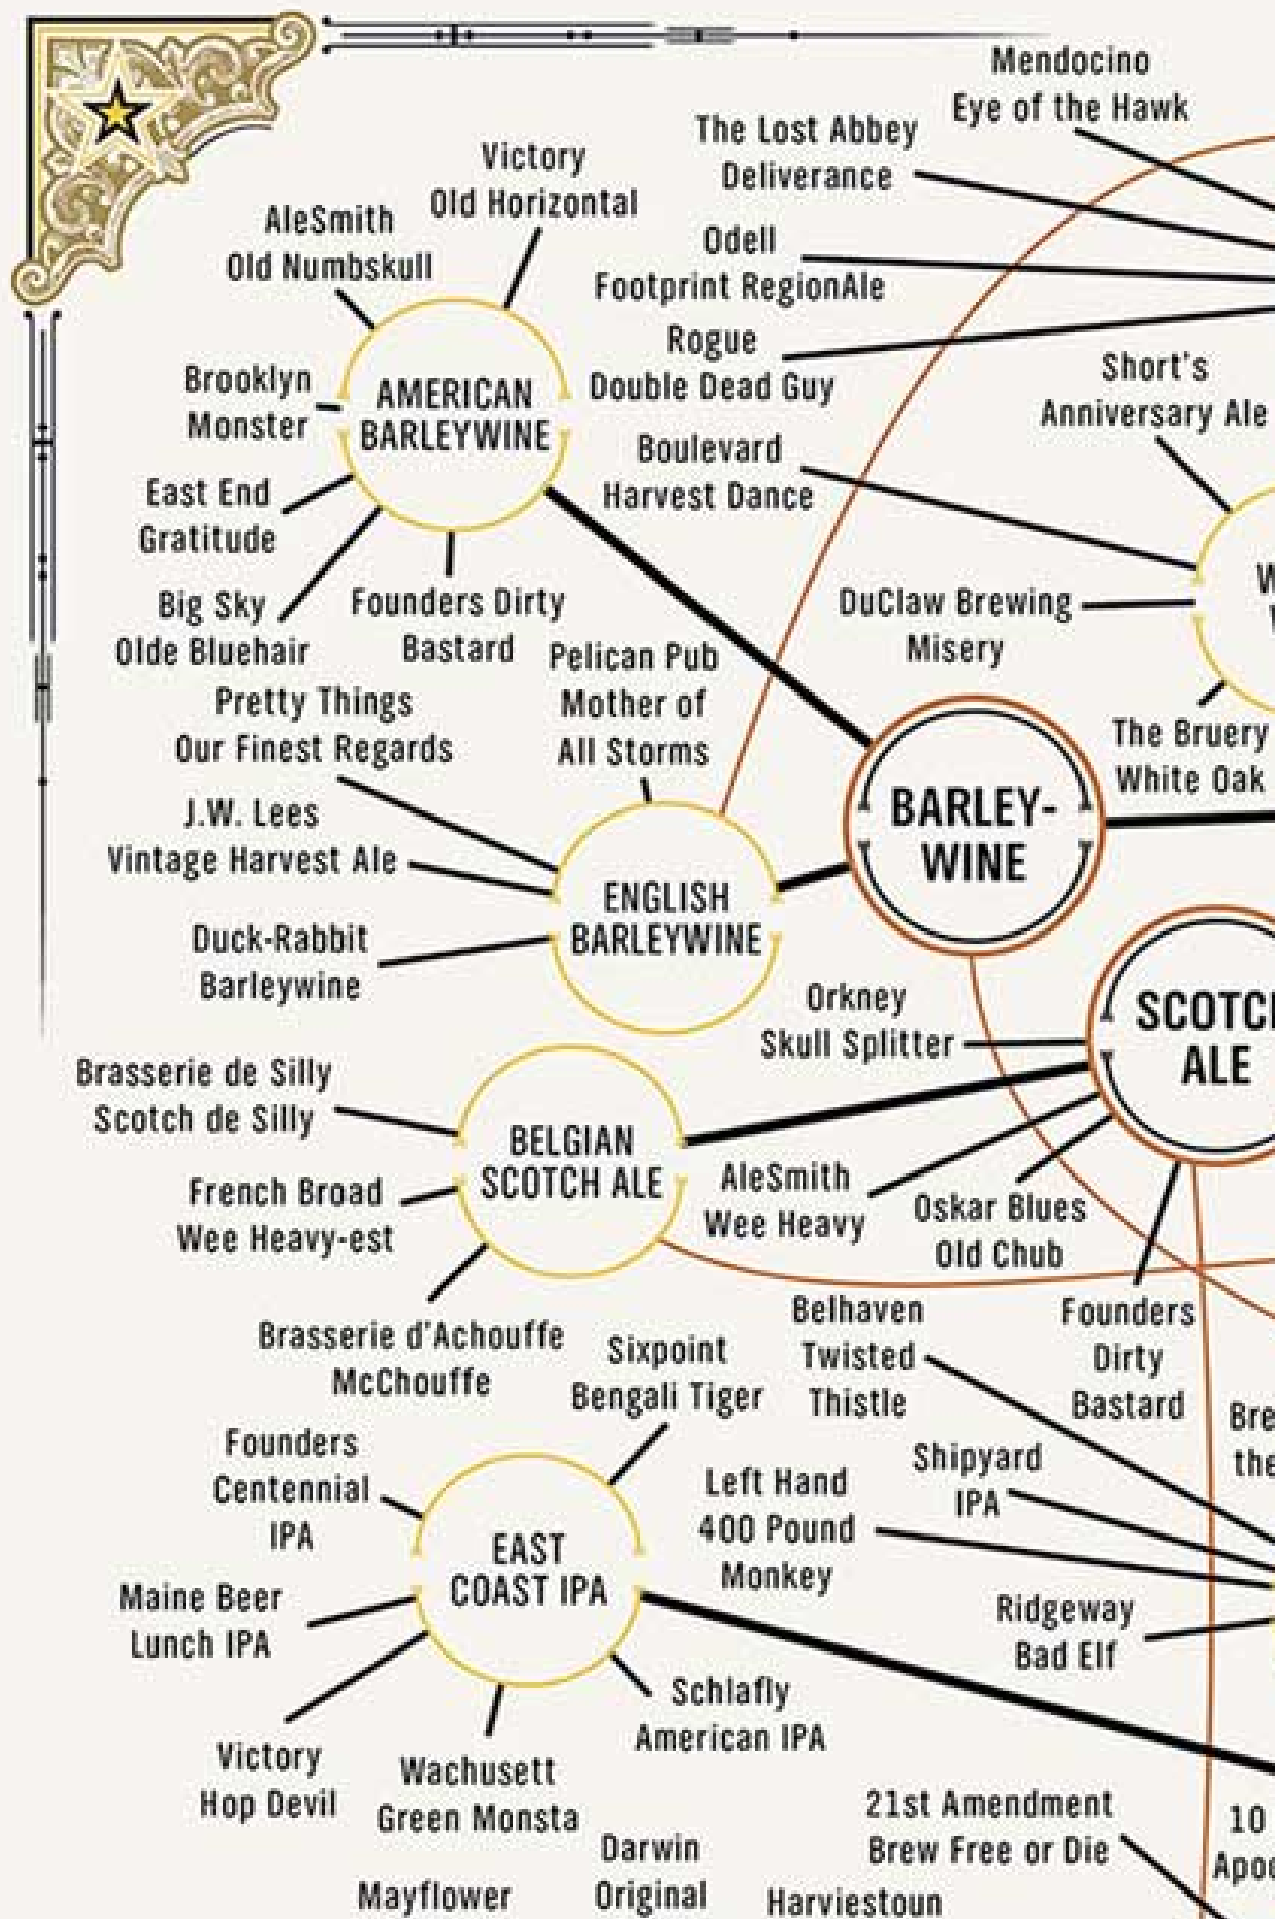 Mendocino
Eye of the Hawk
The Lost Abbey
Deliverance
Victory
Old Horizontal
AleSmith
Old Numbskull
Odell
Footprint RegionAle
Rogue
Double Dead Guy
Short's
Anniversary Ale
Brooklyn
Monster
AMERICAN
BARLEYWINE
Boulevard
Harvest Dance
East End
Gratitude
Big Sky
Olde Bluehair
Founders Dirty
Bastard
DuClaw Brewing
Misery
Pelican Pub
Mother of
All Storms
Pretty Things
Our Finest Regards
The Bruery
White Oak
J.W. Lees
Vintage Harvest Ale
BARLEY-
WINE
ENGLISH
BARLEYWINE
Duck-Rabbit
Barleywine
Orkney
Skull Splitter
SCOTCH
ALE
Brasserie de Silly
Scotch de Silly
BELGIAN
SCOTCH ALE
French Broad
Wee Heavy-est
AleSmith
Wee Heavy
Oskar Blues
Old Chub
Brasserie d'Achouffe
McChouffe
Sixpoint
Bengali Tiger
Belhaven
Twisted
Thistle
Founders
Dirty
Bastard
Founders
Centennial
IPA
Left Hand
400 Pound
Monkey
Shipyard
IPA
EAST
COAST IPA
Maine Beer
Lunch IPA
Ridgeway
Bad Elf
Schlafly
American IPA
Victory
Hop Devil
Wachusett
Green Monsta
21st Amendment
Brew Free or Die
10
Darwin
Original
Mayflower
Harviestoun